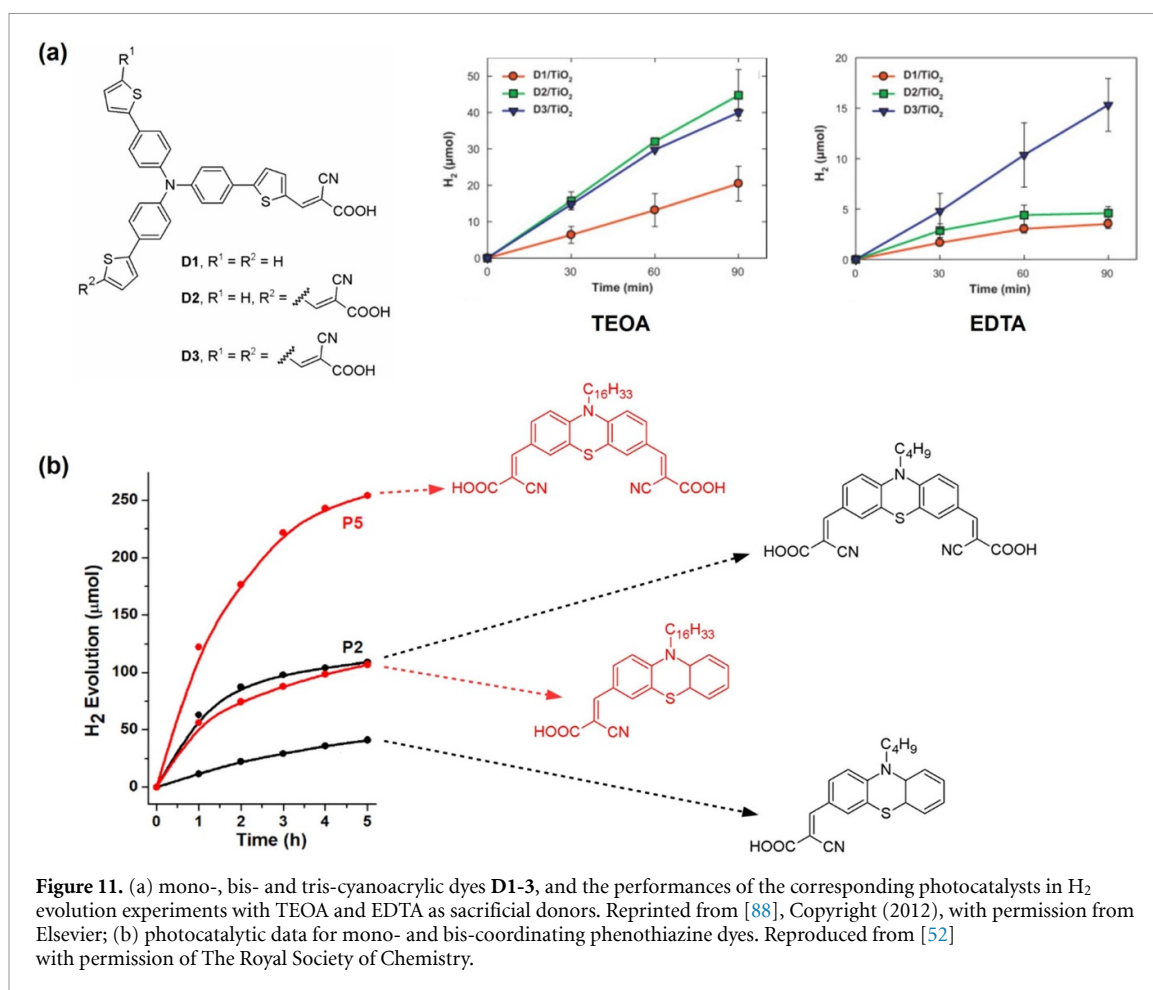 (a)
R1
S
N
S
CN
COOH
S
R2
D1, R1 = R2 = H
D2, R1 = H, R2 =
CN
COOH
D3, R1 = R2 =
CN
COOH
D1/TiO2
D2/TiO2
D3/TiO2
H2 (μmol)
50
40
30
20
10
0
0 30 60 90
Time (min)
TEOA
D1/TiO2
D2/TiO2
D3/TiO2
H2 (μmol)
20
15
10
5
0
0 30 60 90
Time (min)
EDTA
(b)
H2 Evolution (μmol)
250
200
150
100
50
0
0 1 2 3 4 5
Time (h)
P5
P2
C16H33
N
S
HOOC CN NC COOH
C4H9
N
S
HOOC CN NC COOH
C16H33
N
S
HOOC CN
C4H9
N
S
HOOC CN
Figure 11. (a) mono-, bis- and tris-cyanoacrylic dyes D1-3, and the performances of the corresponding photocatalysts in H2
evolution experiments with TEOA and EDTA as sacrificial donors. Reprinted from [88], Copyright (2012), with permission from
Elsevier; (b) photocatalytic data for mono- and bis-coordinating phenothiazine dyes. Reproduced from [52]
with permission of The Royal Society of Chemistry.